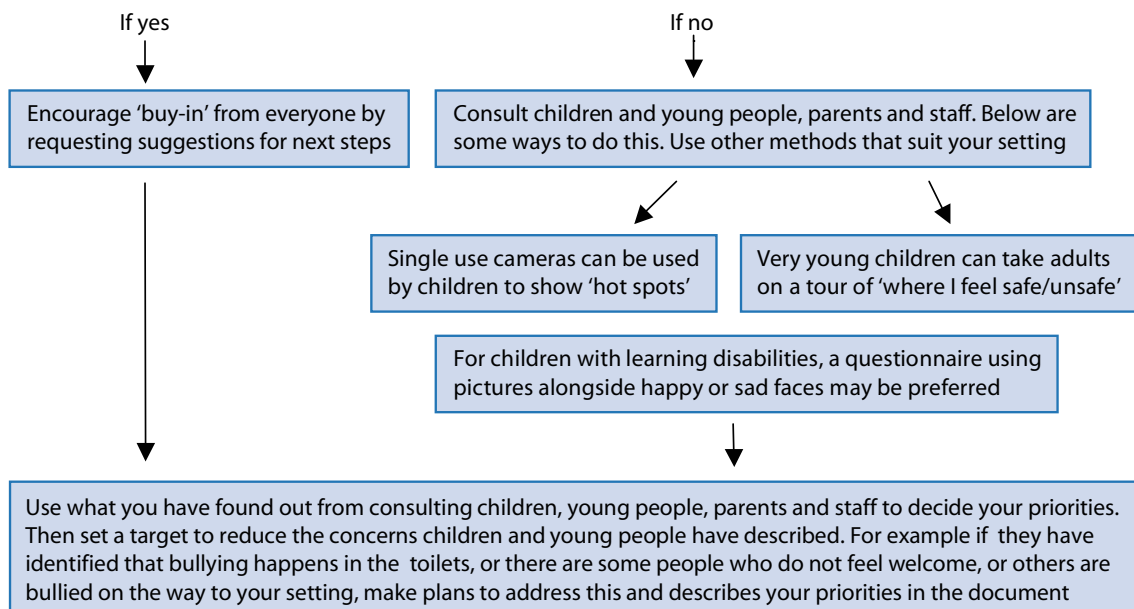 If yes
If no
Encourage ‘buy-in’ from everyone by
requesting suggestions for next steps
Consult children and young people, parents and staff. Below are
some ways to do this. Use other methods that suit your setting
Single use cameras can be used
by children to show ‘hot spots’
Very young children can take adults
on a tour of ‘where I feel safe/unsafe’
For children with learning disabilities, a questionnaire using
pictures alongside happy or sad faces may be preferred
Use what you have found out from consulting children, young people, parents and staff to decide your priorities.
Then set a target to reduce the concerns children and young people have described. For example if they have
identified that bullying happens in the toilets, or there are some people who do not feel welcome, or others are
bullied on the way to your setting, make plans to address this and describes your priorities in the document